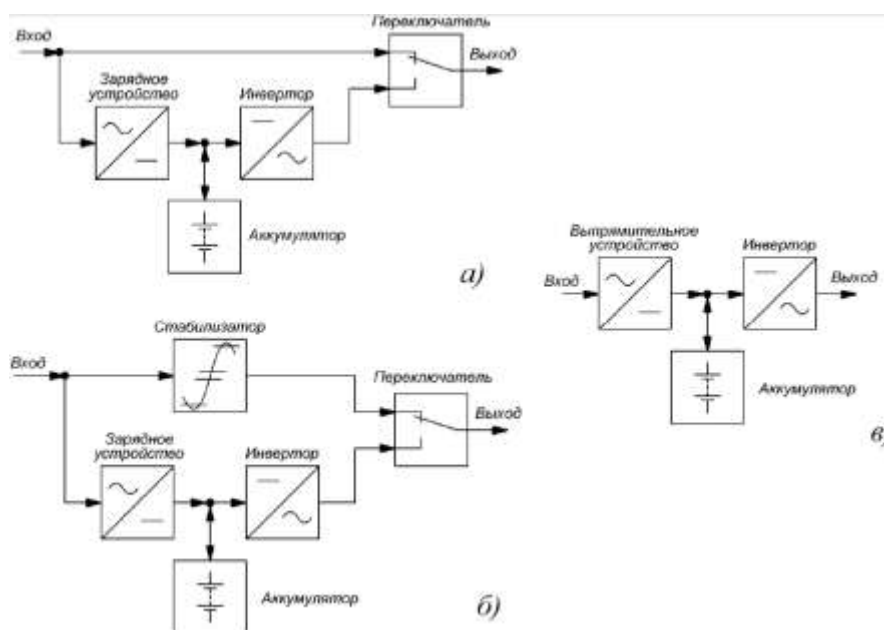 Переключатель
Вход
Выход
Зарядное
устройство
Инвертор
Аккумулятор
а)
Стабилизатор
Вход
Переключатель
Выход
Зарядное
устройство
Инвертор
Аккумулятор
б)
Выпрямительное
устройство
Инвертор
Вход
Выход
Аккумулятор
в)